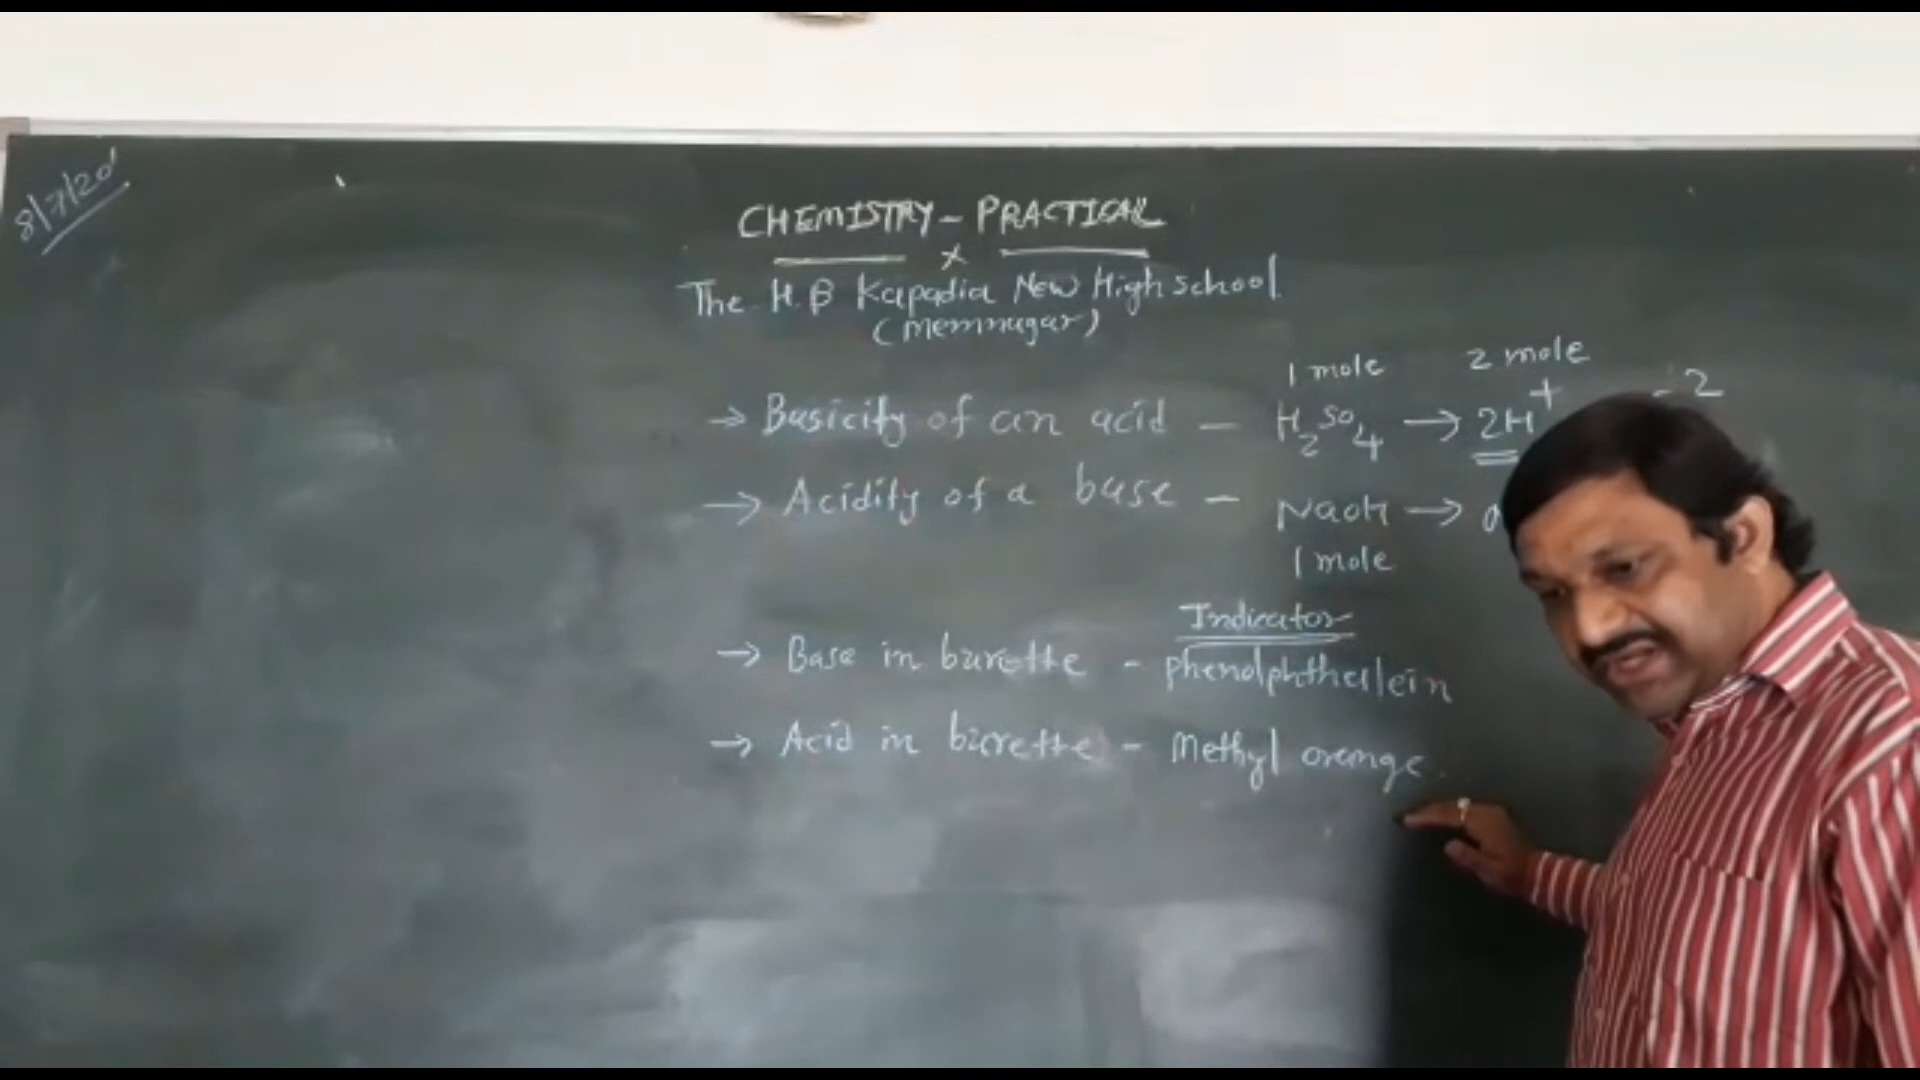 8/7/20'
CHEMISTRY - PRACTICAL
x
The. H.B Kapadia New High school.
(Memnagar)
1 mole 2 mole
→ Basicity of an acid - H2SO4 → 2H+ - 2
→ Acidity of a base - NaOH →
1 mole
Indicator
→ Base in burette - phenolphthalein
→ Acid in burette - Methyl orange.